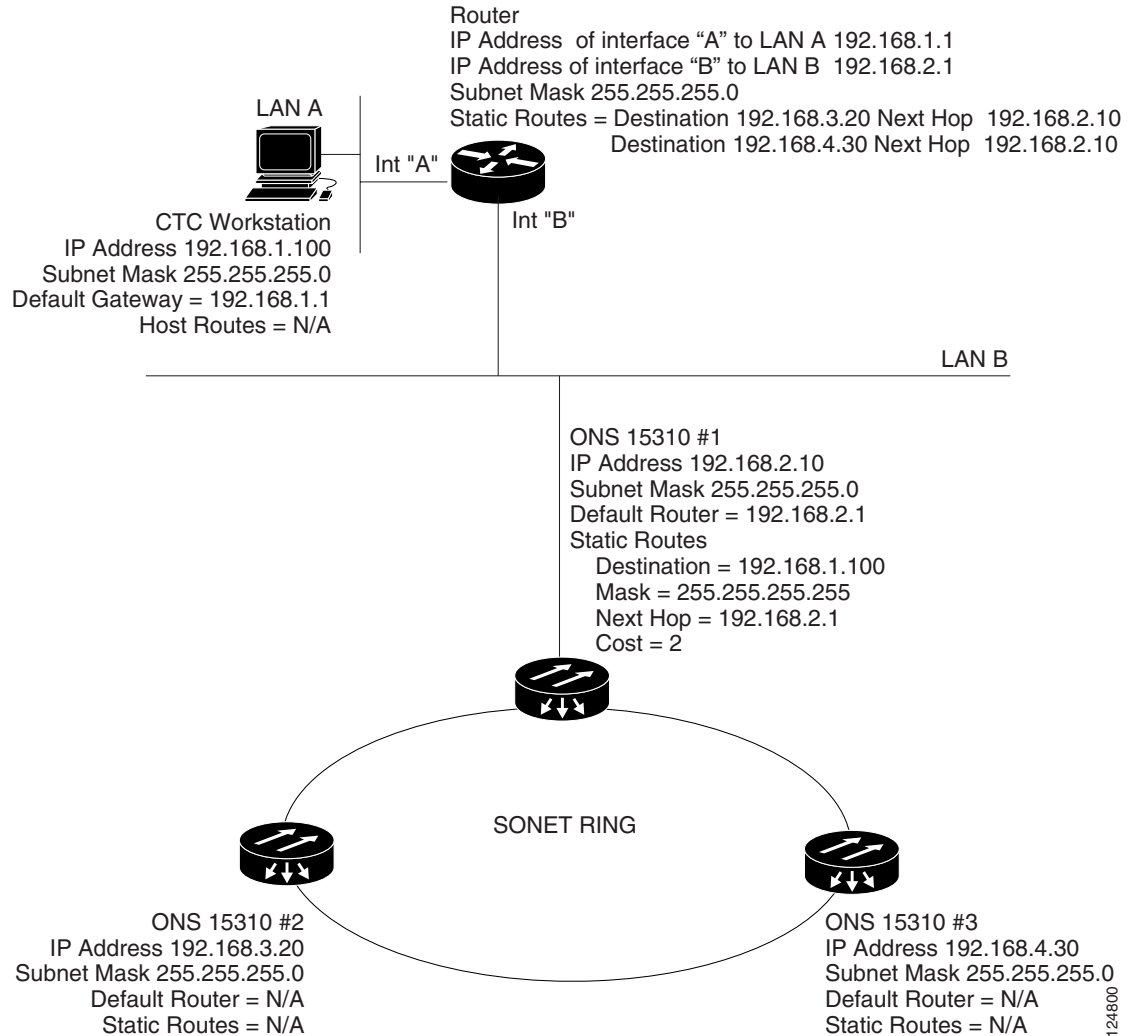 Router
IP Address  of interface “A” to LAN A 192.168.1.1
IP Address of interface “B” to LAN B  192.168.2.1
Subnet Mask 255.255.255.0
Static Routes = Destination 192.168.3.20 Next Hop  192.168.2.10
Destination 192.168.4.30 Next Hop  192.168.2.10
LAN A
Int "A"
Int "B"
CTC Workstation
IP Address 192.168.1.100
Subnet Mask 255.255.255.0
Default Gateway = 192.168.1.1
Host Routes = N/A
LAN B
ONS 15310 #1
IP Address 192.168.2.10
Subnet Mask 255.255.255.0
Default Router = 192.168.2.1
Static Routes
Destination = 192.168.1.100
Mask = 255.255.255.255
Next Hop = 192.168.2.1
Cost = 2
SONET RING
ONS 15310 #2
IP Address 192.168.3.20
Subnet Mask 255.255.255.0
Default Router = N/A
Static Routes = N/A
ONS 15310 #3
IP Address 192.168.4.30
Subnet Mask 255.255.255.0
Default Router = N/A
Static Routes = N/A
124800